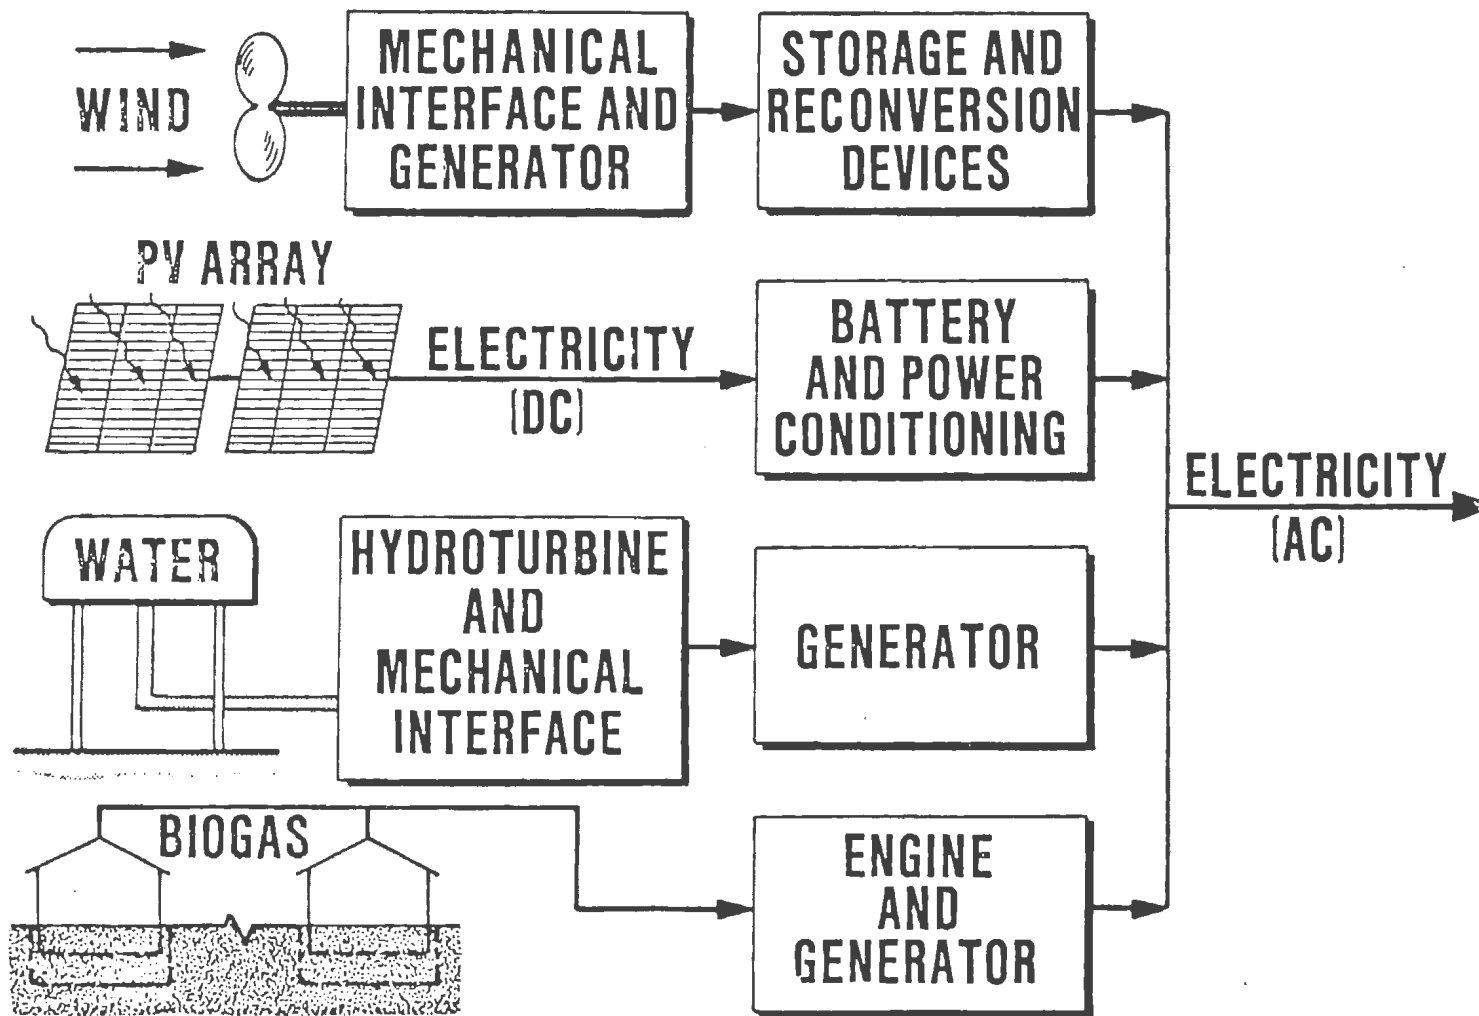 WIND
MECHANICAL
INTERFACE AND
GENERATOR
STORAGE AND
RECONVERSION
DEVICES
PV ARRAY
ELECTRICITY
(DC)
BATTERY
AND POWER
CONDITIONING
ELECTRICITY
(AC)
WATER
HYDROTURBINE
AND
MECHANICAL
INTERFACE
GENERATOR
BIOGAS
ENGINE
AND
GENERATOR